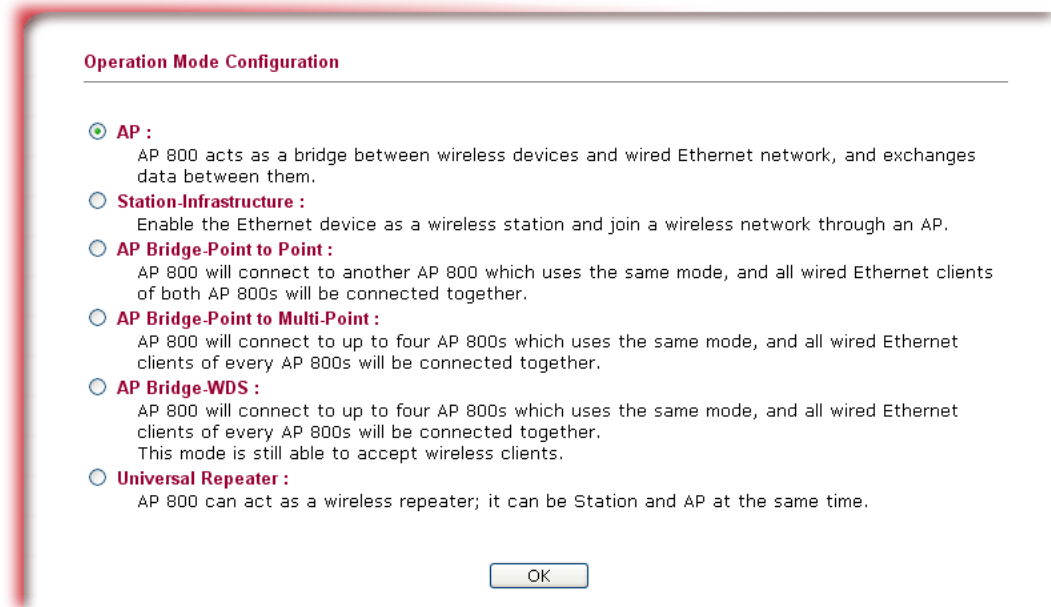 Operation Mode Configuration
AP :
AP 800 acts as a bridge between wireless devices and wired Ethernet network, and exchanges
data between them.
Station-Infrastructure :
Enable the Ethernet device as a wireless station and join a wireless network through an AP.
AP Bridge-Point to Point :
AP 800 will connect to another AP 800 which uses the same mode, and all wired Ethernet clients
of both AP 800s will be connected together.
AP Bridge-Point to Multi-Point :
AP 800 will connect to up to four AP 800s which uses the same mode, and all wired Ethernet
clients of every AP 800s will be connected together.
AP Bridge-WDS :
AP 800 will connect to up to four AP 800s which uses the same mode, and all wired Ethernet
clients of every AP 800s will be connected together.
This mode is still able to accept wireless clients.
Universal Repeater :
AP 800 can act as a wireless repeater; it can be Station and AP at the same time.
OK